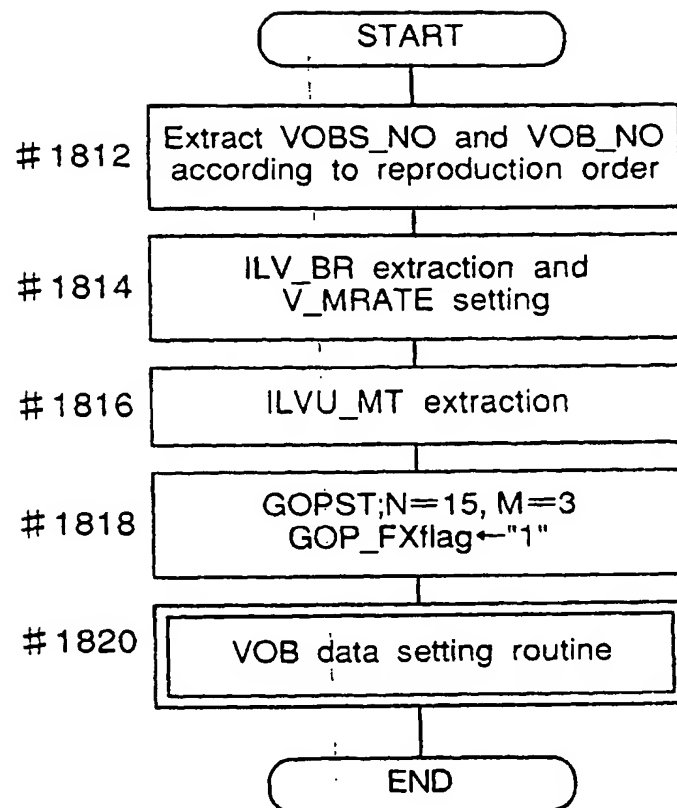 START
#1812
Extract VOBS_NO and VOB_NO
according to reproduction order
#1814
ILV_BR extraction and
V_MRATE setting
#1816
ILVU_MT extraction
#1818
GOPST;N=15, M=3
GOP_FXflag←"1"
#1820
VOB data setting routine
END